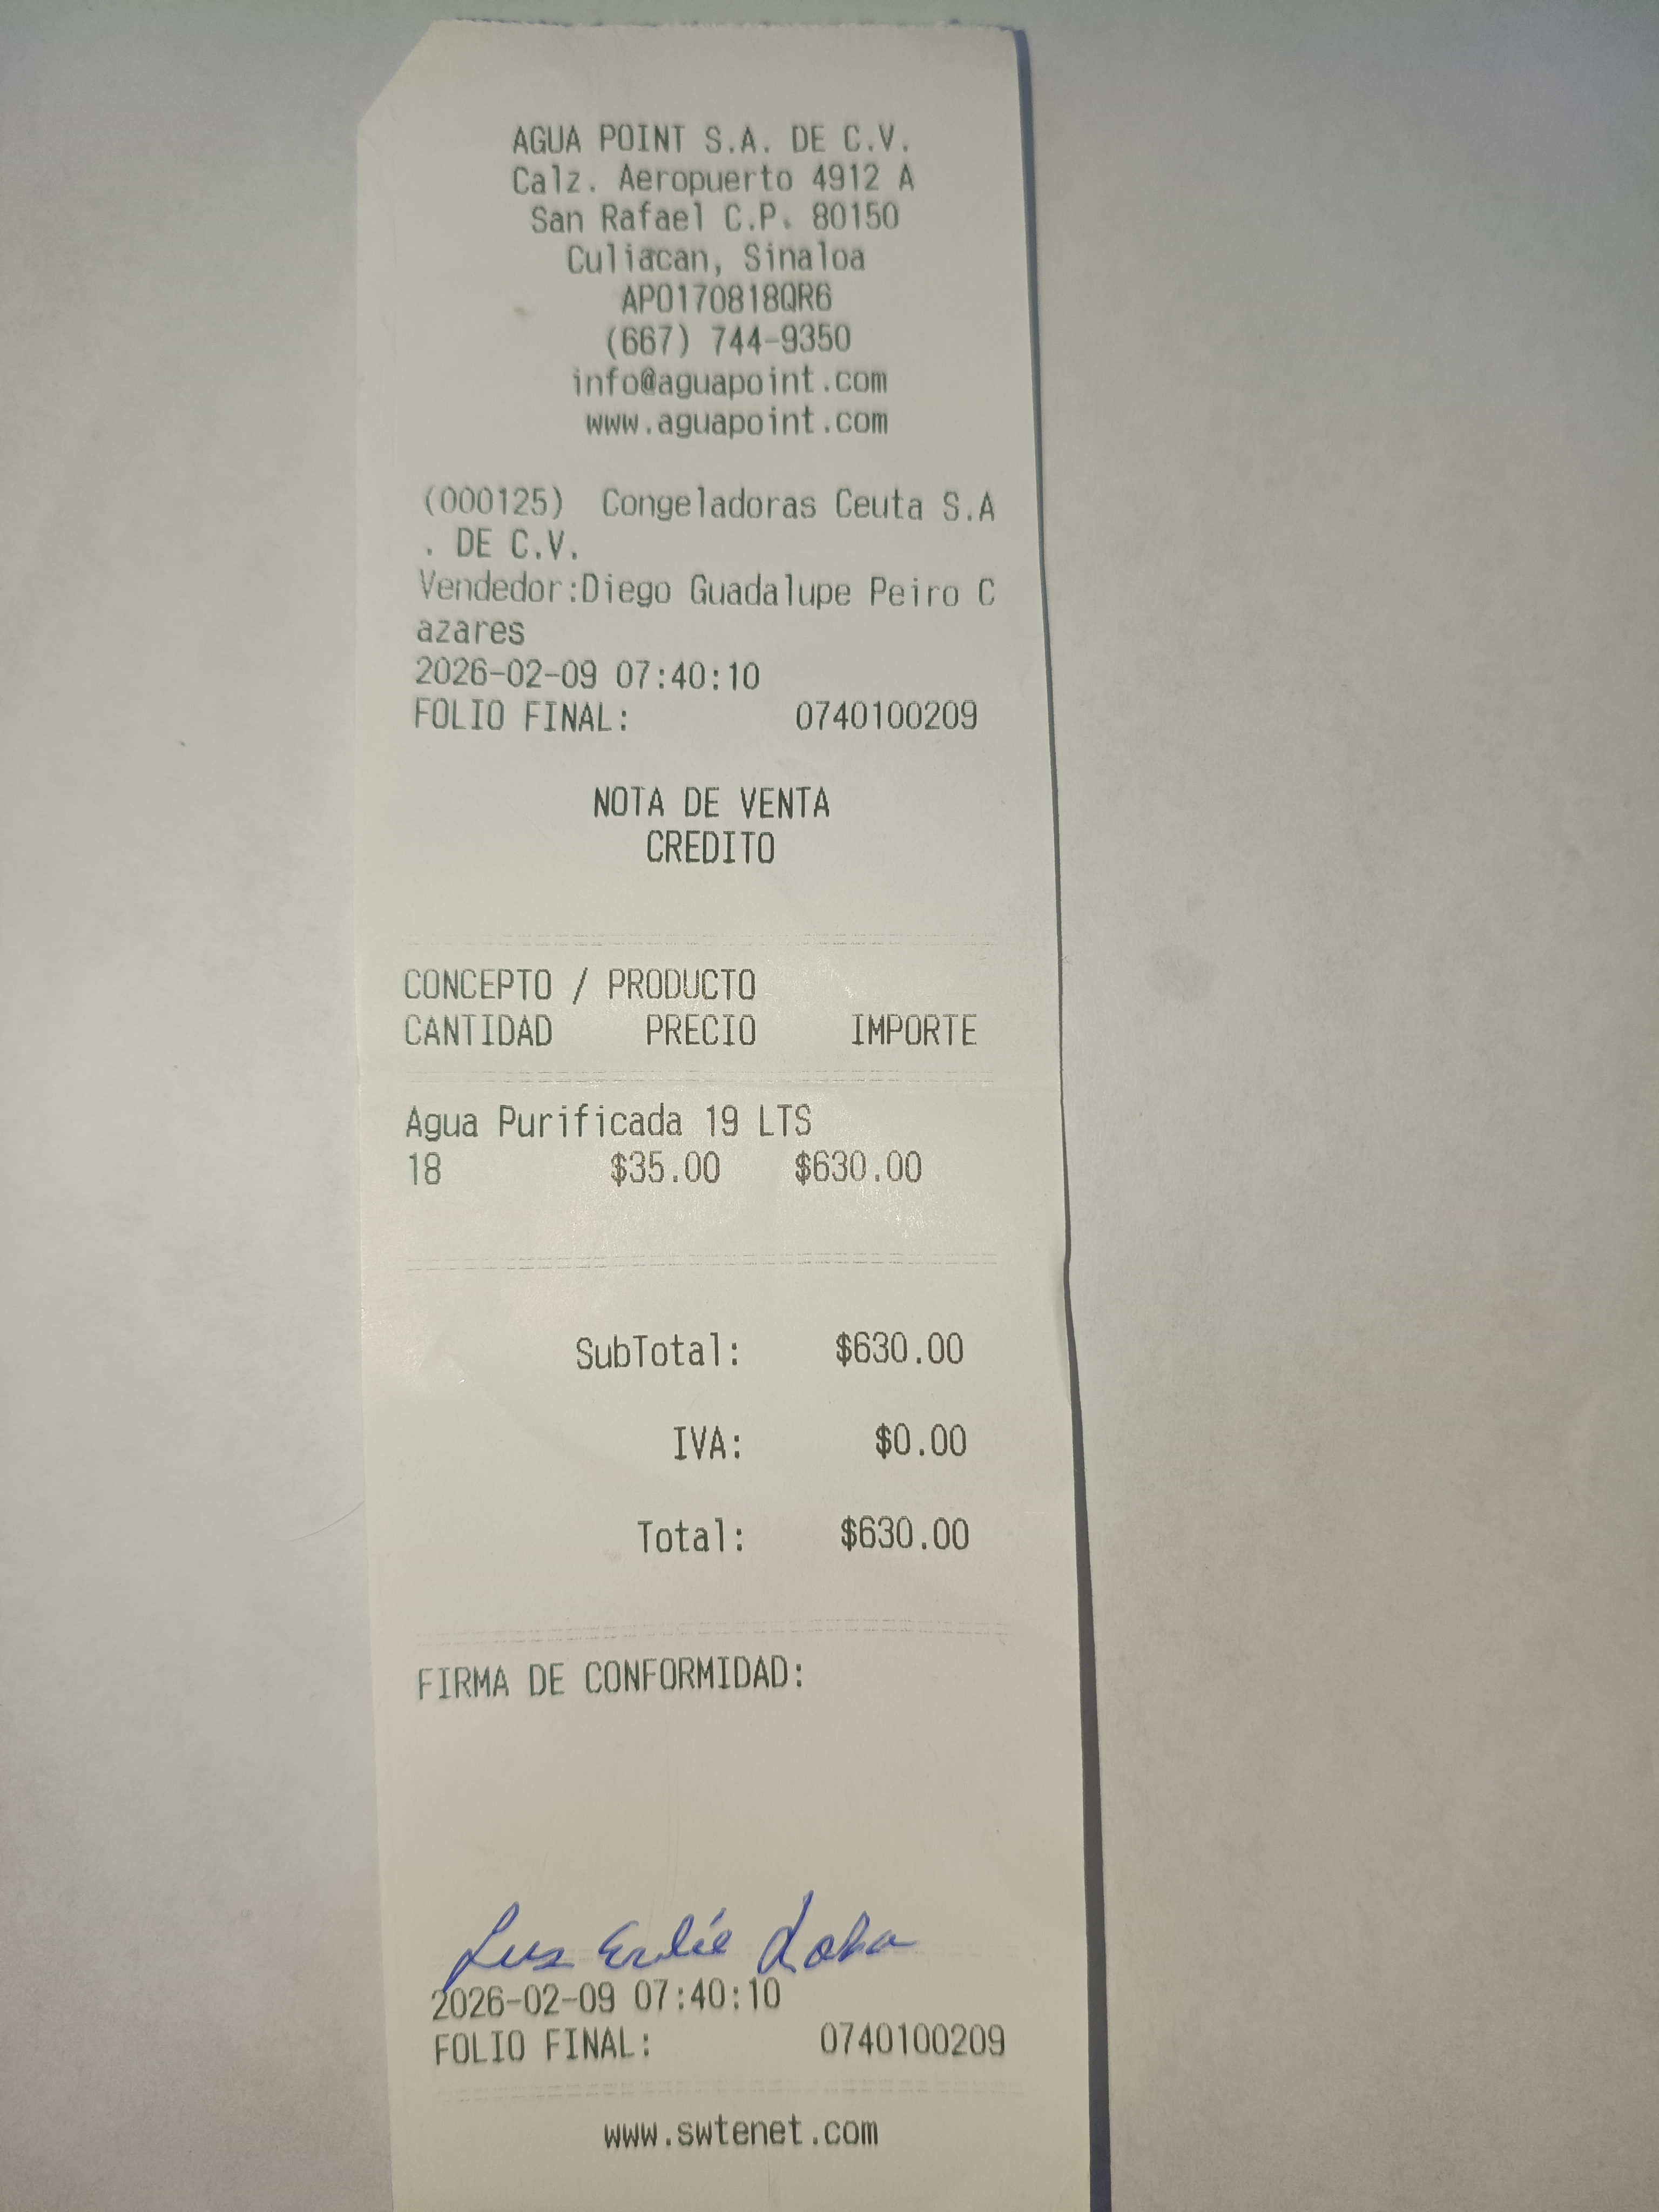 AGUA POINT S.A. DE C.V.
Calz. Aeropuerto 4912 A
San Rafael C.P. 80150
Culiacan, Sinaloa
APO170818QR6
(667) 744-9350
info@aguapoint.com
www.aguapoint.com
(000125) Congeladoras Ceuta S.A
. DE C.V.
Vendedor:Diego Guadalupe Peiro C
azares
2026-02-09 07:40:10
FOLIO FINAL: 0740100209
NOTA DE VENTA
CREDITO
CONCEPTO / PRODUCTO
CANTIDAD PRECIO IMPORTE
Agua Purificada 19 LTS
18 $35.00 $630.00
SubTotal: $630.00
IVA: $0.00
Total: $630.00
FIRMA DE CONFORMIDAD:
2026-02-09 07:40:10
FOLIO FINAL: 0740100209
www.swtenet.com